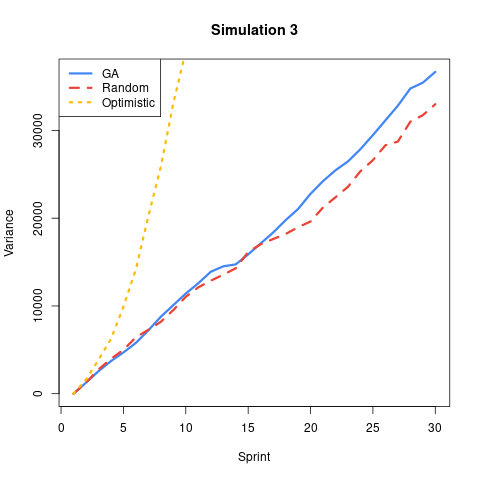 Simulation 3
GA
Random
Optimistic
Variance
0
10000
20000
30000
0 5 10 15 20 25 30
Sprint